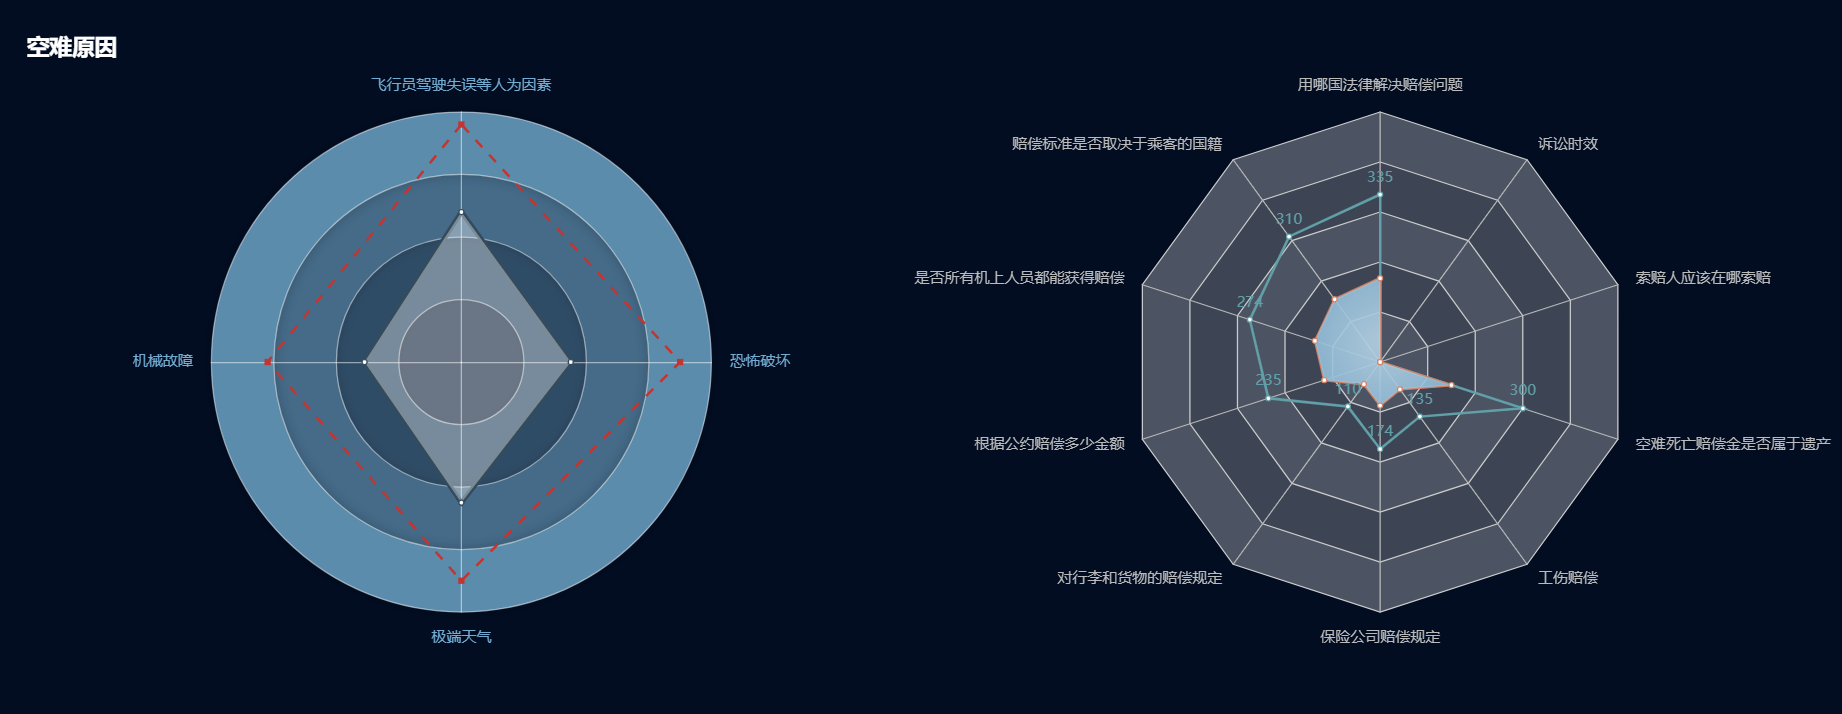 空难原因
飞行员驾驶失误等人为因素
机械故障
恐怖破坏
极端天气
用哪国法律解决赔偿问题
赔偿标准是否取决于乘客的国籍
诉讼时效
335
310
是否所有机上人员都能获得赔偿
索赔人应该在哪索赔
274
235
110
135
300
174
根据公约赔偿多少金额
空难死亡赔偿金是否属于遗产
对行李和货物的赔偿规定
工伤赔偿
保险公司赔偿规定